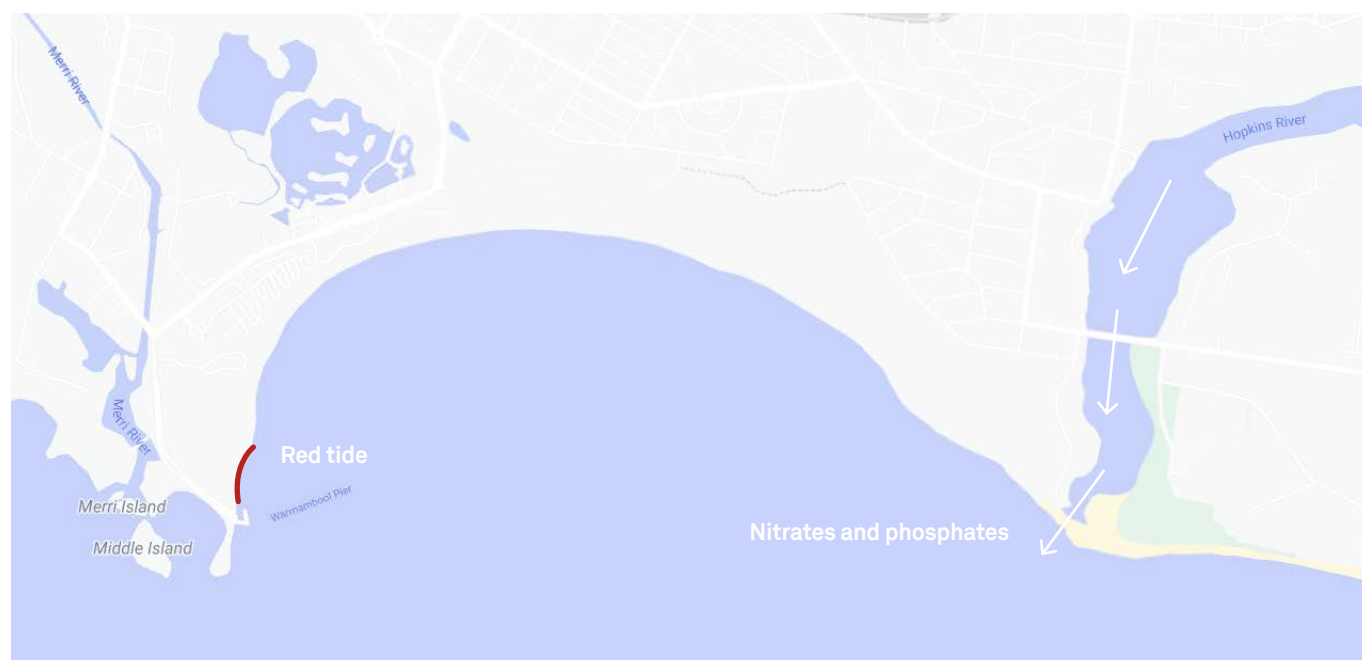 Merri River
Hopkins River
Merri River
Red tide
Warrnambool Pier
Merri Island
Middle Island
Nitrates and phosphates